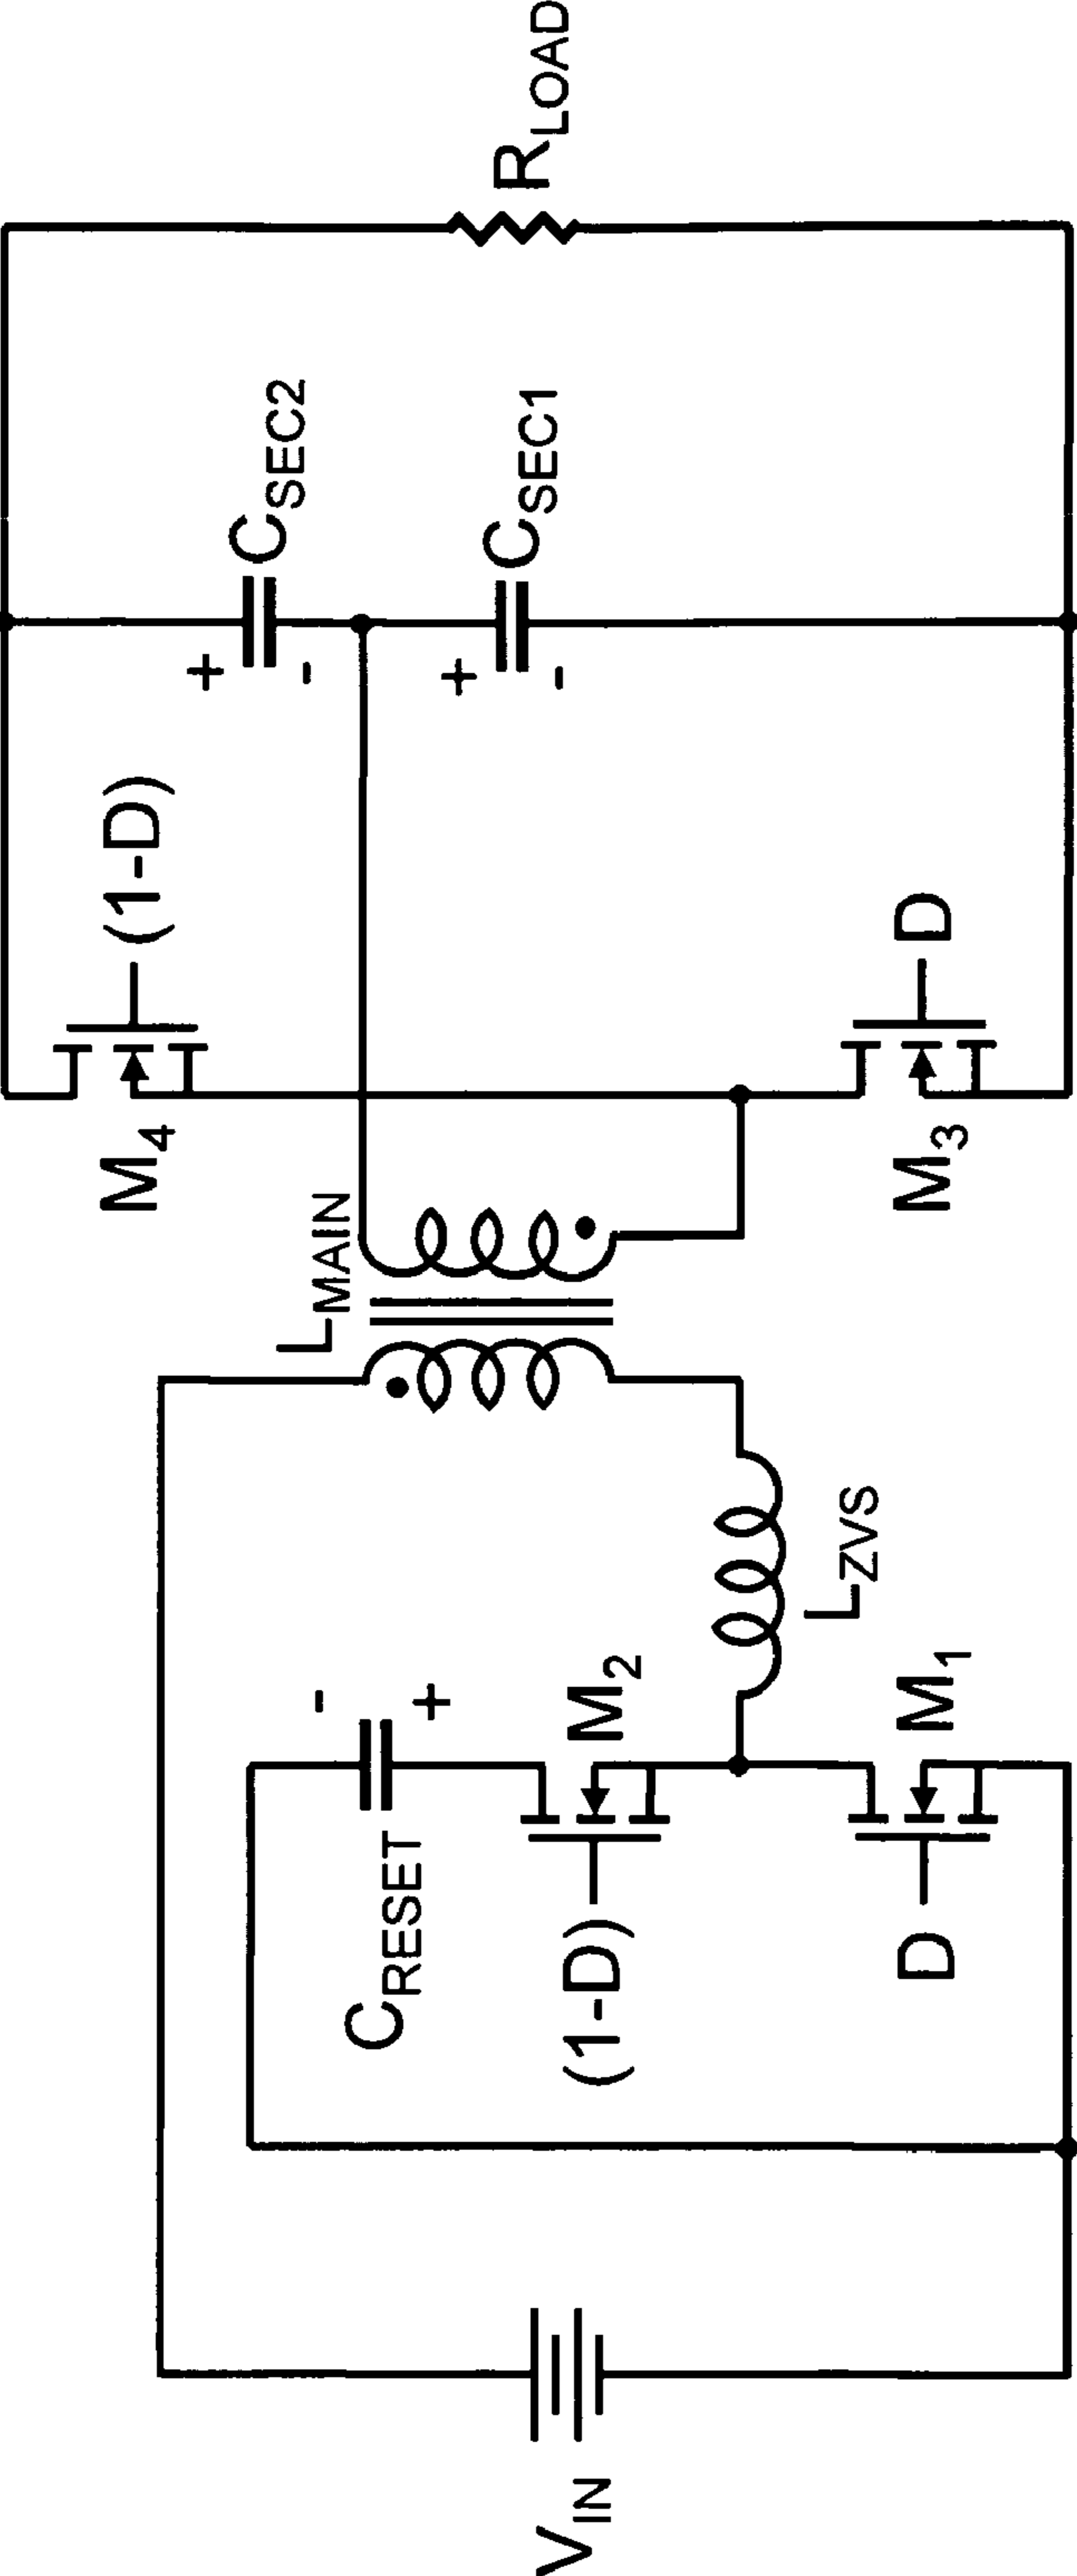 V_IN
C_RESET
-
+
(1-D)
M_2
D
M_1
L_ZVS
L_MAIN
M_4
(1-D)
M_3
D
+
-
C_SEC2
+
-
C_SEC1
R_LOAD